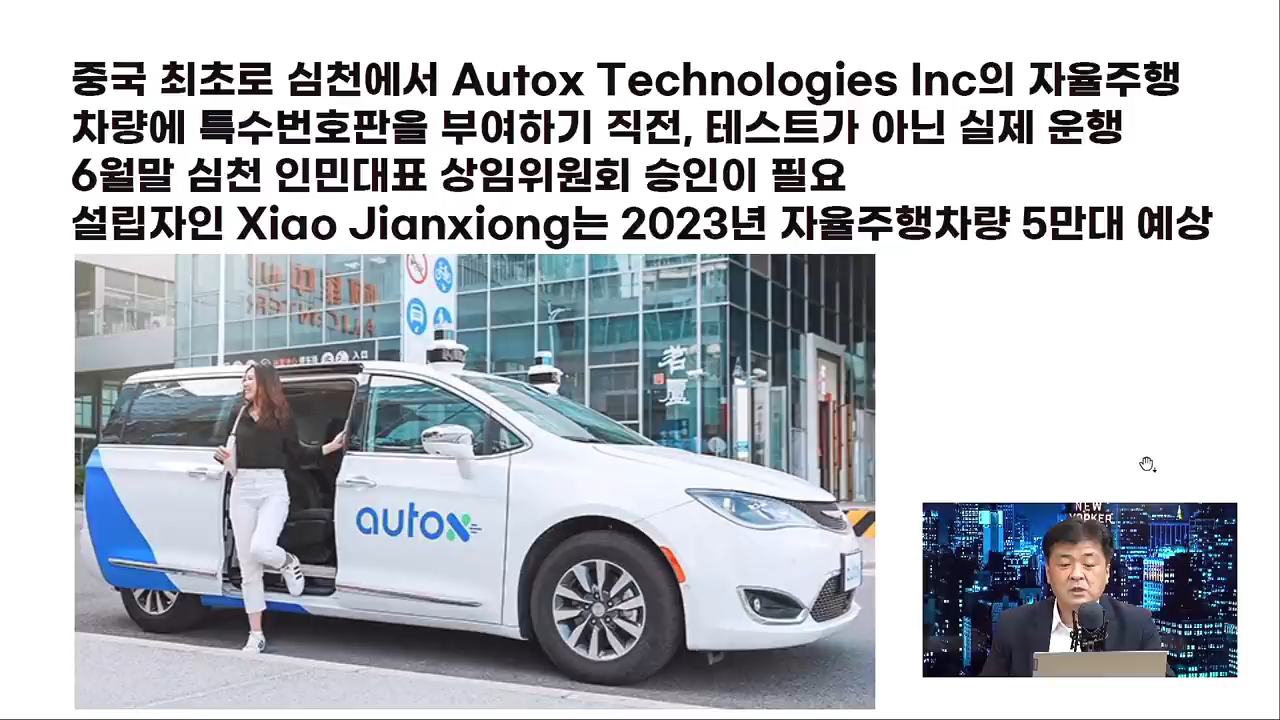 중국 최초로 심천에서 Autox Technologies Inc의 자율주행
차량에 특수번호판을 부여하기 직전, 테스트가 아닌 실제 운행
6월말 심천 인민대표 상임위원회 승인이 필요
설립자인 Xiao Jianxiong는 2023년 자율주행차량 5만대 예상
入口
茗
autox
NEW
YORKER